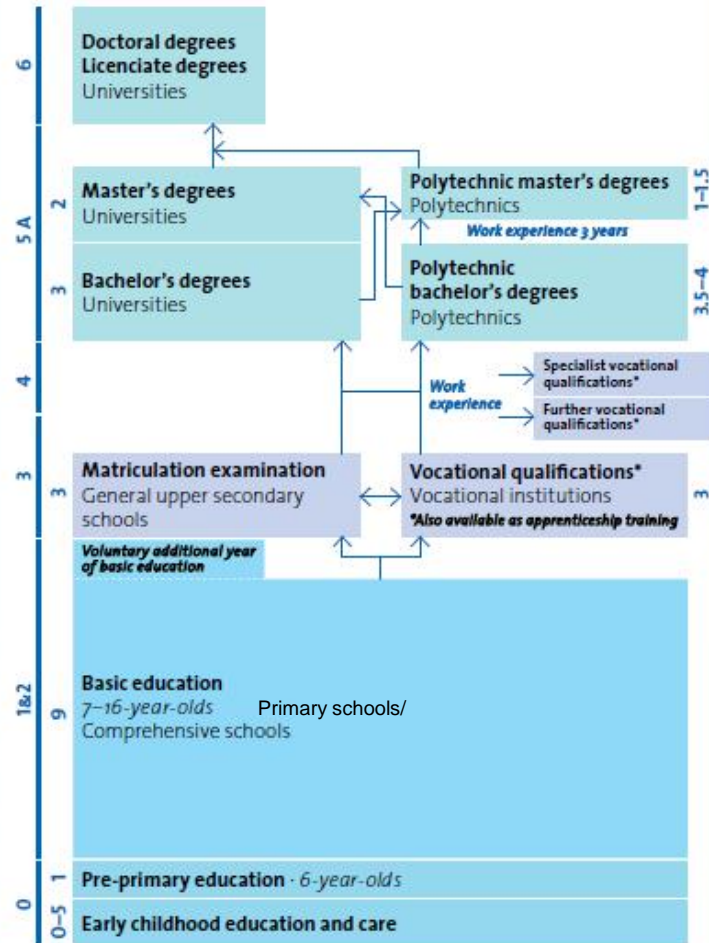 6
Doctoral degrees
Licenciate degrees
Universities
5 A
2
Master's degrees
Universities
Polytechnic master's degrees
Polytechnics
1–1.5
Work experience 3 years
3
Bachelor's degrees
Universities
Polytechnic
bachelor's degrees
Polytechnics
3.5–4
4
Work
experience
Specialist vocational
qualifications*
Further vocational
qualifications*
3
3
Matriculation examination
General upper secondary
schools
Vocational qualifications*
Vocational institutions
*Also available as apprenticeship training
3
Voluntary additional year
of basic education
1&2
9
Basic education
7–16-year-olds Primary schools/
Comprehensive schools
0
1
Pre-primary education · 6-year-olds
0–5
Early childhood education and care